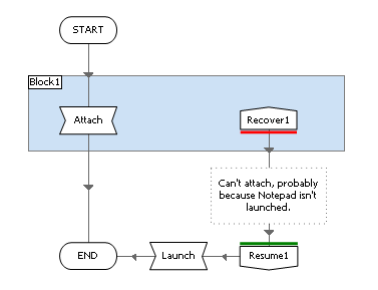 START
Block1
Attach
Recover1
Can't attach, probably
because Notepad isn't
launched.
END
Launch
Resume1